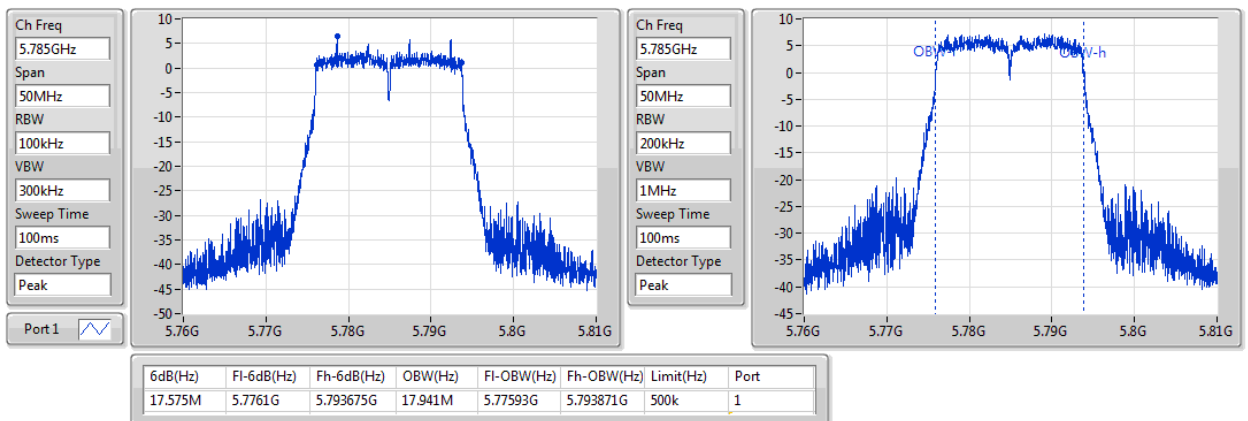 Ch Freq
5.785GHz
Span
50MHz
RBW
100kHz
VBW
300kHz
Sweep Time
100ms
Detector Type
Peak
Port 1
10
5
0
-5
-10
-15
-20
-25
-30
-35
-40
-45
-50
5.76G 5.77G 5.78G 5.79G 5.8G 5.81G
Ch Freq
5.785GHz
Span
50MHz
RBW
200kHz
VBW
1MHz
Sweep Time
100ms
Detector Type
Peak
10
5
0
-5
-10
-15
-20
-25
-30
-35
-40
-45
OBW-h
5.76G 5.77G 5.78G 5.79G 5.8G 5.81G
6dB(Hz) Fl-6dB(Hz) Fh-6dB(Hz) OBW(Hz) Fl-OBW(Hz) Fh-OBW(Hz) Limit(Hz) Port
17.575M 5.7761G 5.793675G 17.941M 5.77593G 5.793871G 500k 1